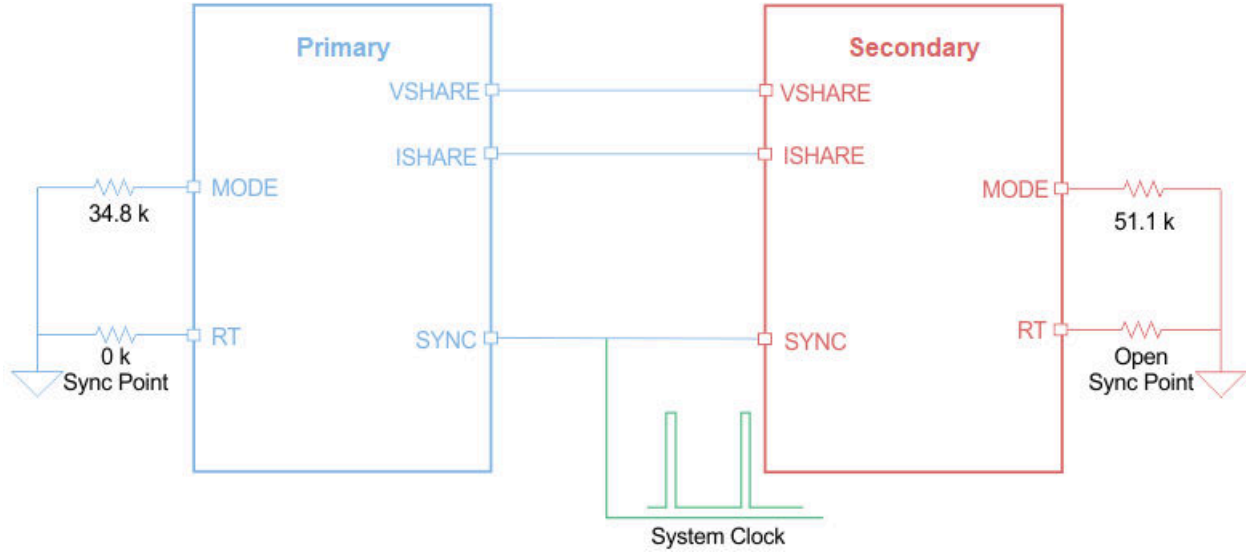 Primary
Secondary
VSHARE
VSHARE
ISHARE
ISHARE
MODE
MODE
34.8 k
51.1 k
RT
SYNC
SYNC
RT
0 k
Sync Point
Open
Sync Point
System Clock